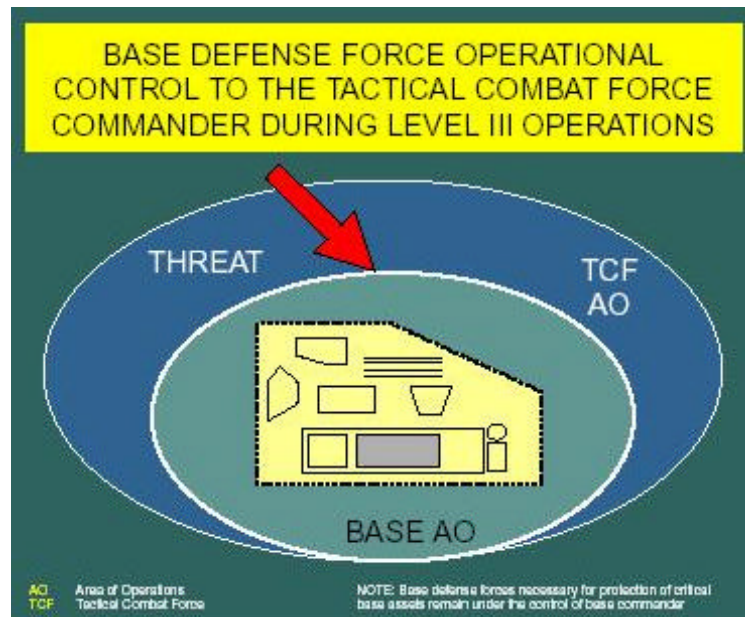 BASE DEFENSE FORCE OPERATIONAL
CONTROL TO THE TACTICAL COMBAT FORCE
COMMANDER DURING LEVEL III OPERATIONS
THREAT
TCF
AO
BASE AO
AO Area of Operations
TCF Tactical Combat Force
NOTE: Base defense forces necessary for protection of critical
base assets remain under the control of base commander